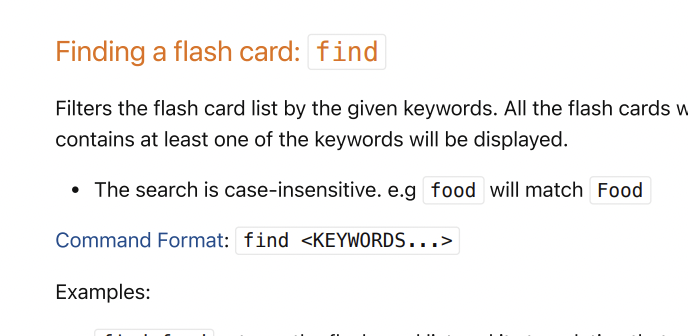 Finding a flash card: find
Filters the flash card list by the given keywords. All the flash cards
contains at least one of the keywords will be displayed.
• The search is case-insensitive. e.g food will match Food
Command Format: find <KEYWORDS...>
Examples: